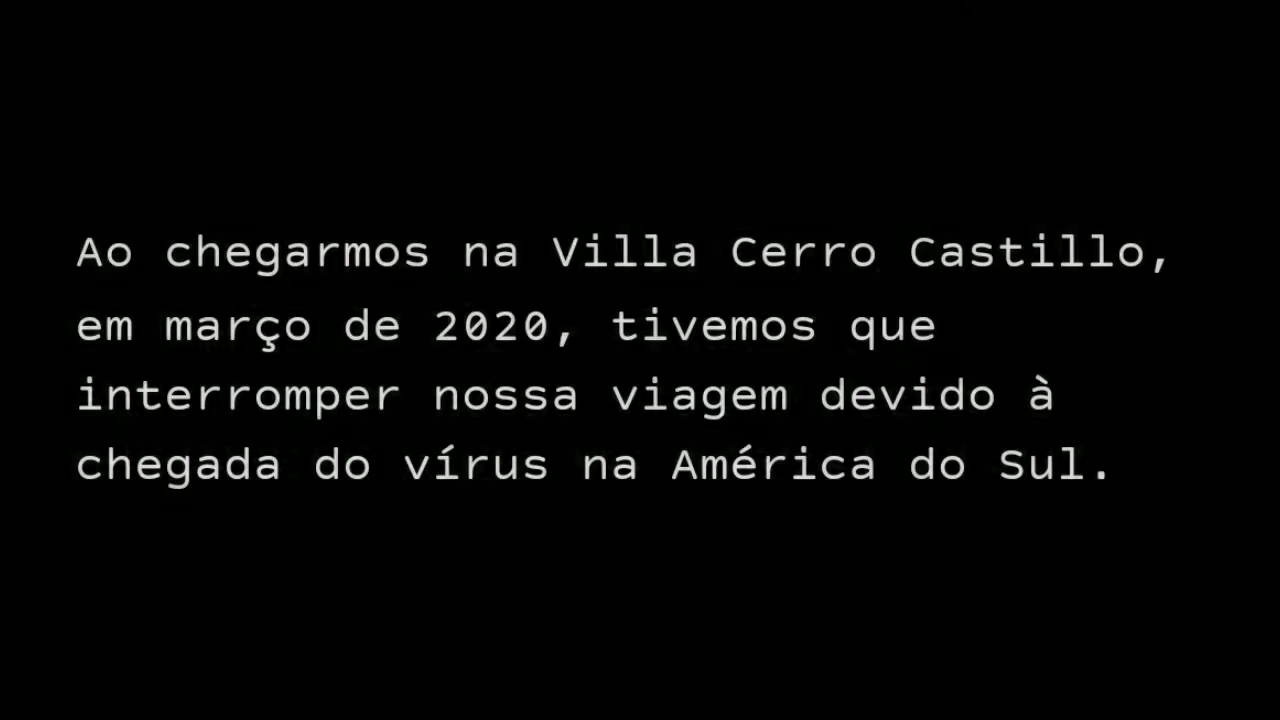 Ao chegarmos na Villa Cerro Castillo,
em março de 2020, tivemos que
interromper nossa viagem devido à
chegada do vírus na América do Sul.